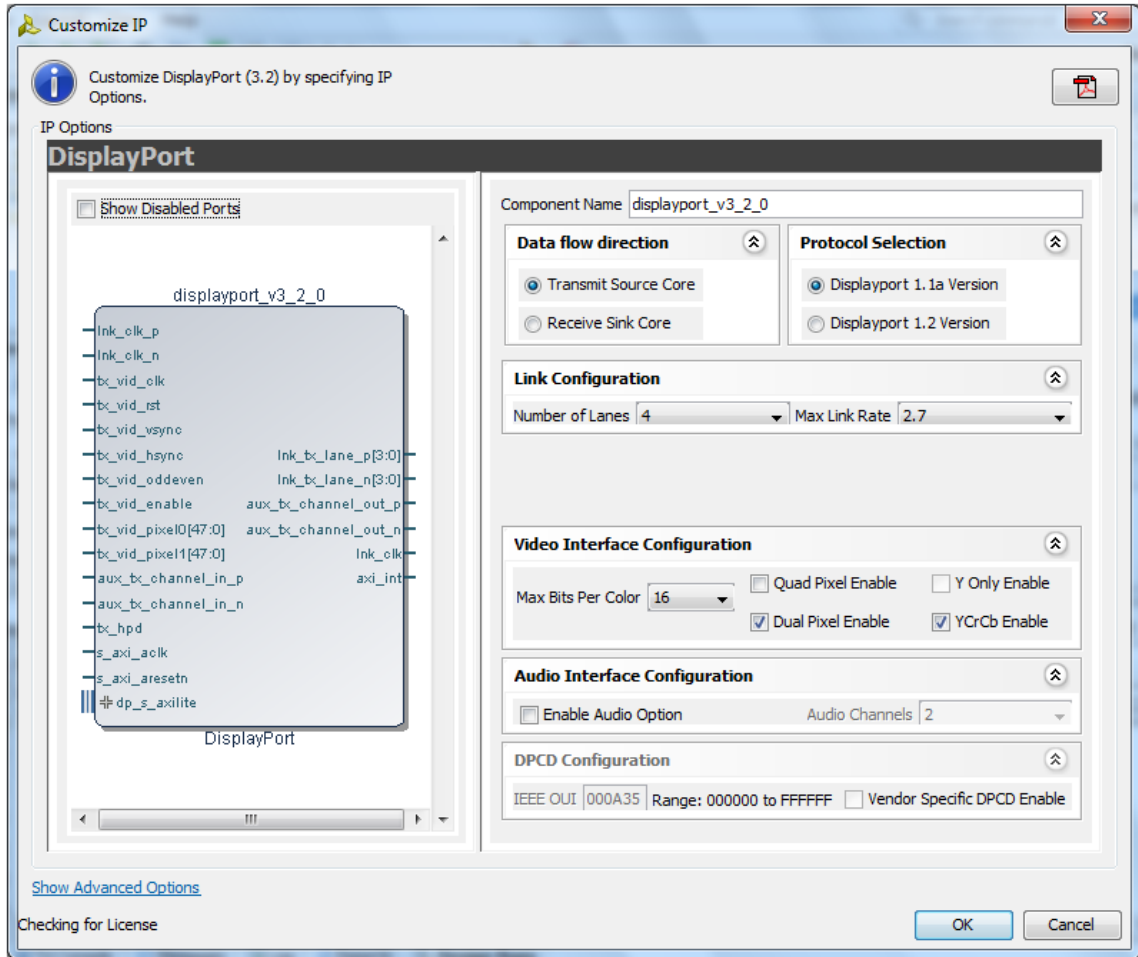 Customize IP
Customize DisplayPort (3.2) by specifying IP
Options.
IP Options
DisplayPort
Show Disabled Ports
displayport_v3_2_0
lnk_clk_p
lnk_clk_n
tx_vid_clk
tx_vid_rst
tx_vid_vsync
tx_vid_hsync
tx_vid_oddeven
tx_vid_enable
tx_vid_pixel0[47:0]
tx_vid_pixel1[47:0]
aux_tx_channel_in_p
aux_tx_channel_in_n
tx_hpd
s_axi_aclk
s_axi_aresetn
dp_s_axilite
lnk_tx_lane_p[3:0]
lnk_tx_lane_n[3:0]
aux_tx_channel_out_p
aux_tx_channel_out_n
lnk_clk
axi_int
DisplayPort
Component Name displayport_v3_2_0
Data flow direction
Transmit Source Core
Receive Sink Core
Protocol Selection
Displayport 1.1a Version
Displayport 1.2 Version
Link Configuration
Number of Lanes 4 Max Link Rate 2.7
Video Interface Configuration
Max Bits Per Color 16
Quad Pixel Enable Y Only Enable
Dual Pixel Enable YCrCb Enable
Audio Interface Configuration
Enable Audio Option Audio Channels 2
DPCD Configuration
IEEE OUI 000A35 Range: 000000 to FFFFFF Vendor Specific DPCD Enable
Show Advanced Options
Checking for License
OK Cancel